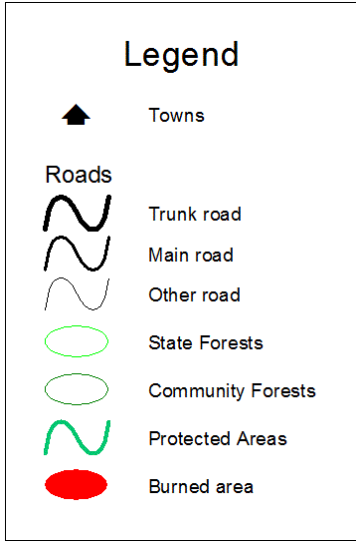 Legend
Towns
Roads
Trunk road
Main road
Other road
State Forests
Community Forests
Protected Areas
Burned area